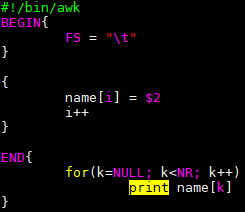 #!/bin/awk
BEGIN{
FS = "\t"
}
{
name[i] = $2
i++
}
END{
for(k=NULL; k<NR; k++)
print name[k]
}